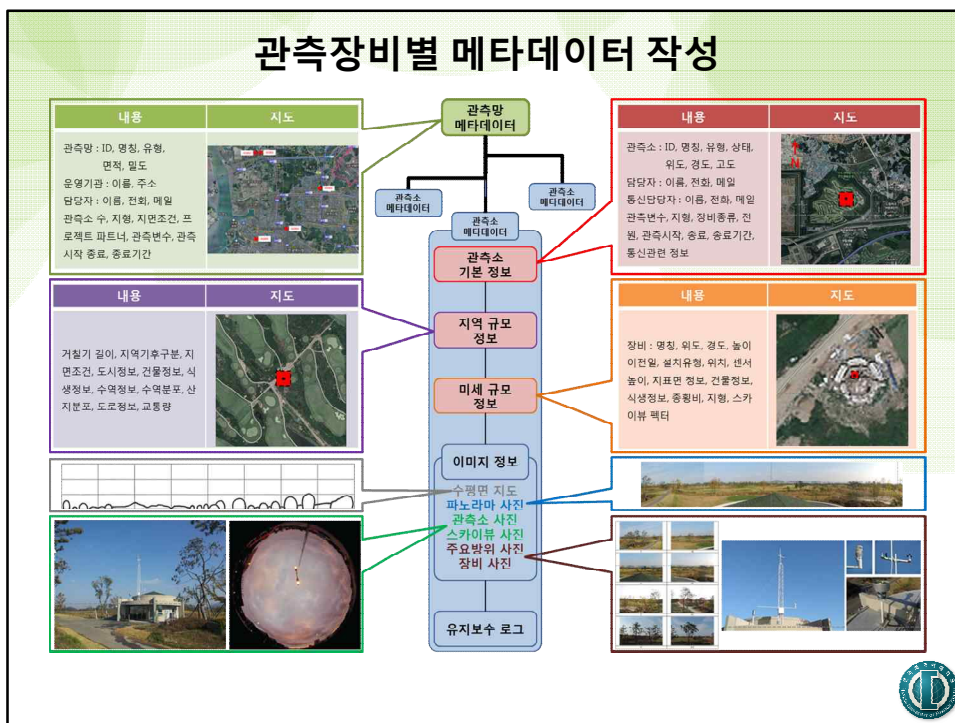 관측장비별 메타데이터 작성
내용
지도
관측망 : ID, 명칭, 유형,
면적, 밀도
운영기관 : 이름, 주소
담당자 : 이름, 전화, 메일
관측소 수, 지형, 지면조건, 프
로젝트 파트너, 관측변수, 관측
시작 종료, 종료기간
관측망
메타데이터
관측소
메타데이터
관측소
메타데이터
관측소
메타데이터
내용
지도
관측소 : ID, 명칭, 유형, 상태,
위도, 경도, 고도
담당자 : 이름, 전화, 메일
통신담당자 : 이름, 전화, 메일
관측변수, 지형, 장비종류, 전
원, 관측시작, 종료, 종료기간,
통신관련 정보
N
관측소
기본 정보
내용
지도
거칠기 길이, 지역기후구분, 지
면조건, 도시정보, 건물정보, 식
생정보, 수역정보, 수역분포, 산
지분포, 도로정보, 교통량
지역 규모
정보
내용
지도
장비 : 명칭, 위도, 경도, 높이
이전일, 설치유형, 위치, 센서
높이, 지표면 정보, 건물정보,
식생정보, 종횡비, 지형, 스카
이뷰 팩터
미세 규모
정보
이미지 정보
수평면 지도
파노라마 사진
관측소 사진
스카이뷰 사진
주요방위 사진
장비 사진
유지보수 로그